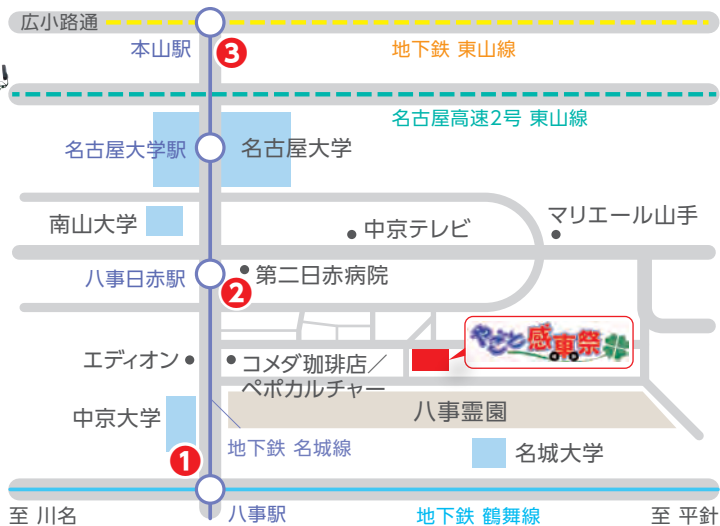 広小路通
本山駅
3
地下鉄 東山線
名古屋高速2号 東山線
名古屋大学駅
名古屋大学
南山大学
中京テレビ
マリエール山手
八事日赤駅
2
第二日赤病院
やごと感車祭
エディオン
コメダ珈琲店/
ペポカルチャー
中京大学
八事霊園
地下鉄 名城線
1
名城大学
至 川名
八事駅
地下鉄 鶴舞線
至 平針